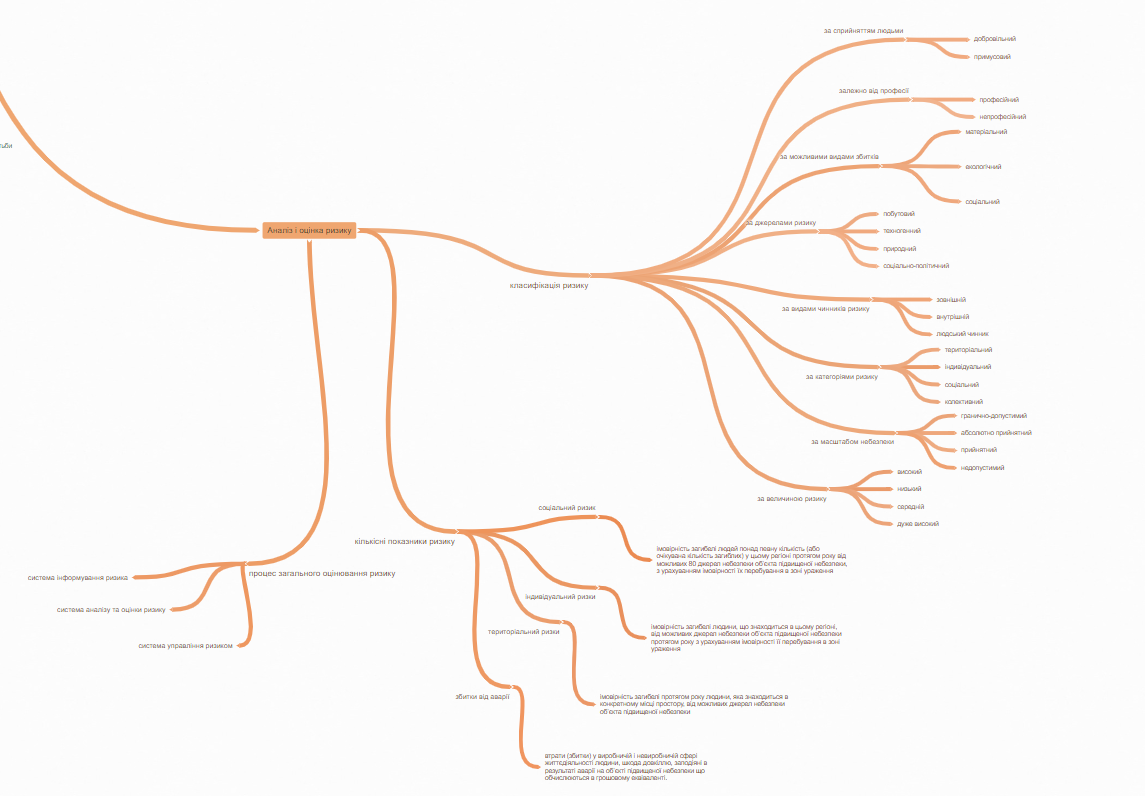 за сприйняттям людьми
добровільний
примусовий
залежно від професії
професійний
непрофесійний
за можливими видами збитків
матеріальний
екологічний
соціальний
за джерелами ризику
побутовий
техногенний
природний
соціально-політичний
Аналіз і оцінка ризику
класифікація ризику
за видами чинників ризику
зовнішній
внутрішній
людський чинник
за категоріями ризику
територіальний
індивідуальний
соціальний
колективний
за масштабом небезпеки
гранично-допустимий
абсолютно прийнятний
прийнятний
недопустимий
за величиною ризику
високий
низький
середній
дуже високий
кількісні показники ризику
соціальний ризик
імовірність загибелі людей понад певну кількість (або
очікувана кількість загиблих) у цьому регіоні протягом року від
можливих 80 джерел небезпеки об'єкта підвищеної небезпеки,
з урахуванням імовірності їх перебування в зоні ураження
індивідуальний ризки
імовірність загибелі людини, що знаходиться в цьому регіоні,
від можливих джерел небезпеки об'єкта підвищеної небезпеки
протягом року з урахуванням імовірності її перебування в зоні
ураження
територіальний ризки
імовірність загибелі протягом року людини, яка знаходиться в
конкретному місці простору, від можливих джерел небезпеки
об'єкта підвищеної небезпеки
збитки від аварії
втрати (збитки) у виробничій і невиробничій сфері
життєдіяльності людини, шкода довкіллю, заподіяні в
результаті аварії на об'єкті підвищеної небезпеки що
обчислюються в грошовому еквіваленті.
процес загального оцінювання ризику
система інформування ризика
система аналізу та оцінки ризику
система управління ризиком